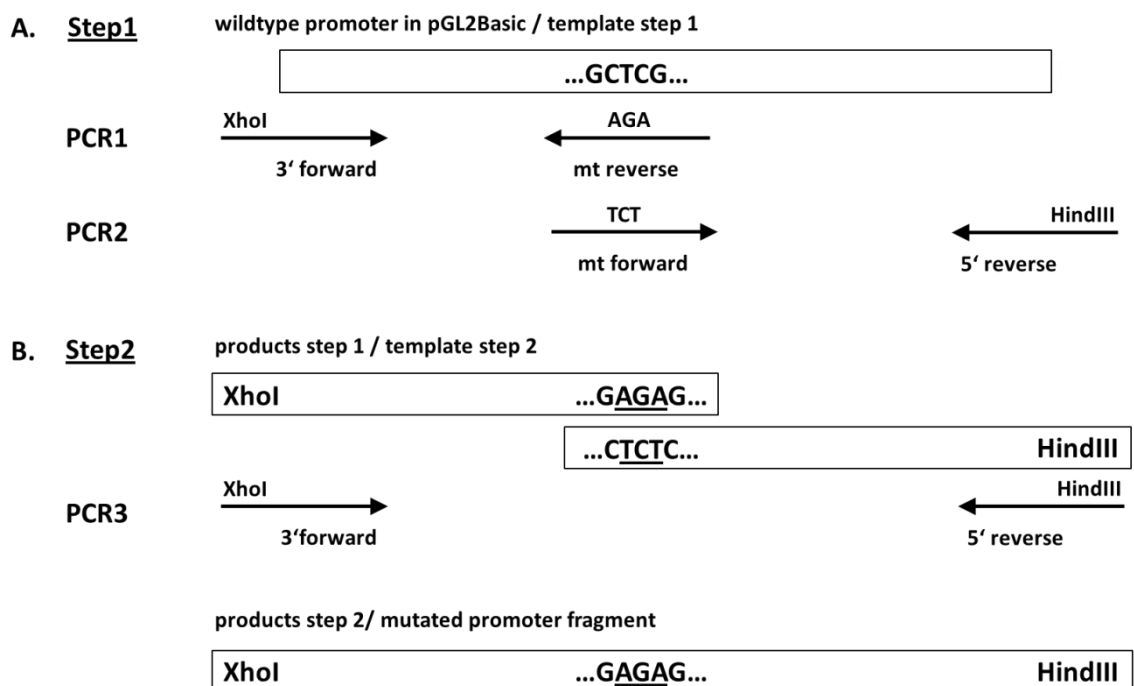 A. Step1 wildtype promoter in pGL2Basic / template step 1
...GCTCG...
XhoI AGA
PCR1
3‘ forward mt reverse
TCT HindIII
PCR2
mt forward 5‘ reverse
B. Step2 products step 1 / template step 2
XhoI ...GAGAG...
...CTCTC... HindIII
XhoI HindIII
PCR3
3‘forward 5‘ reverse
products step 2/ mutated promoter fragment
XhoI ...GAGAG... HindIII